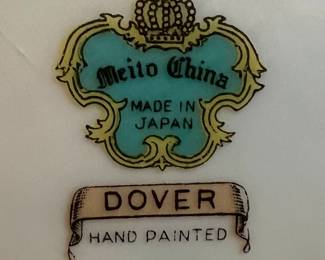 Meito China
MADE IN
JAPAN
DOVER
HAND PAINTED